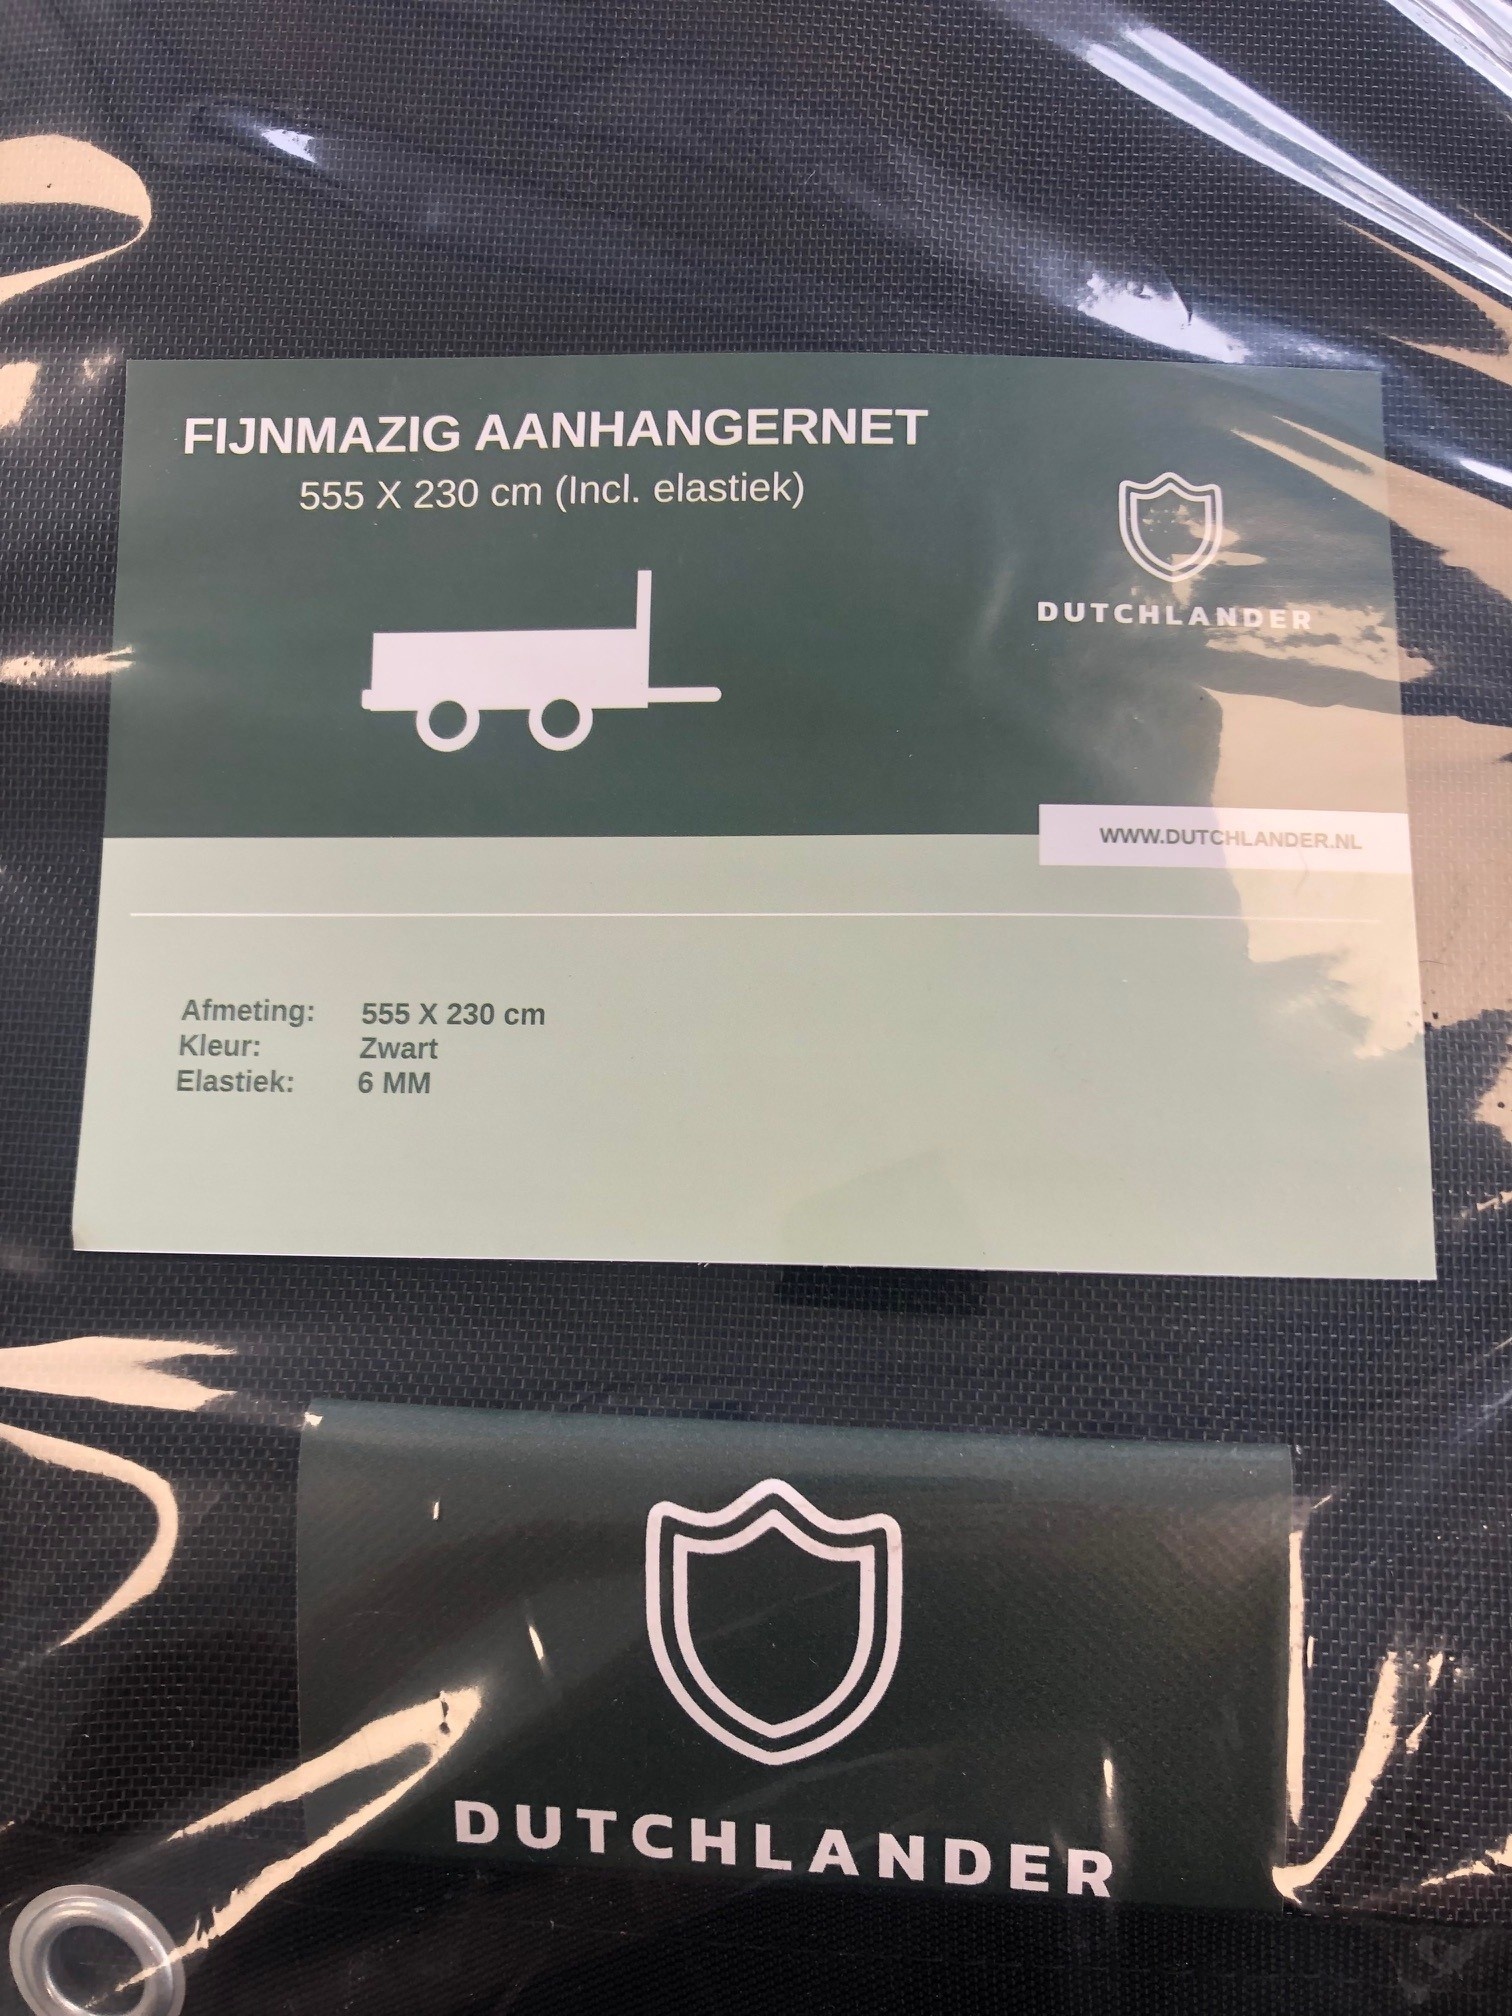 FIJNMAZIG AANHANGERNET
555 X 230 cm (Incl. elastiek)
DUTCHLANDER
WWW.DUTCHLANDER.NL
Afmeting: 555 X 230 cm
Kleur: Zwart
Elastiek: 6 MM
DUTCHLANDER